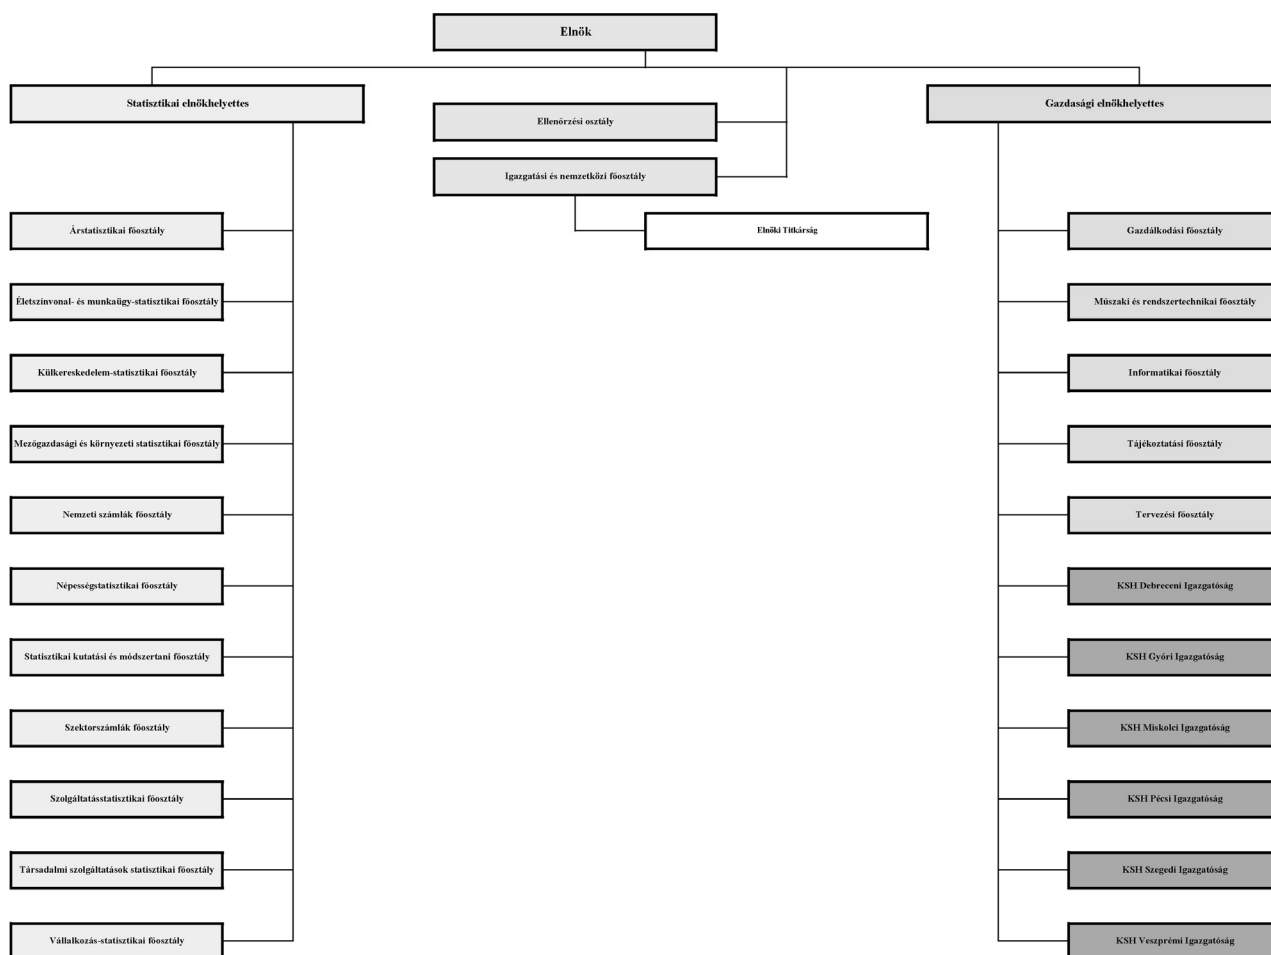 Elnök
Statisztikai elnökhelyettes
Gazdasági elnökhelyettes
Ellenőrzési osztály
Igazgatási és nemzetközi főosztály
Elnöki Titkárság
Árstatisztikai főosztály
Életszínvonal- és munkaügy-statisztikai főosztály
Külkereskedelem-statisztikai főosztály
Mezőgazdasági és környezeti statisztikai főosztály
Nemzeti számlák főosztály
Népességstatisztikai főosztály
Statisztikai kutatási és módszertani főosztály
Szektorszámlák főosztály
Szolgáltatásstatisztikai főosztály
Társadalmi szolgáltatások statisztikai főosztály
Vállalkozás-statisztikai főosztály
Gazdálkodási főosztály
Műszaki és rendszertechnikai főosztály
Informatikai főosztály
Tájékoztatási főosztály
Tervezési főosztály
KSH Debreceni Igazgatóság
KSH Győri Igazgatóság
KSH Miskolci Igazgatóság
KSH Pécsi Igazgatóság
KSH Szegedi Igazgatóság
KSH Veszprémi Igazgatóság